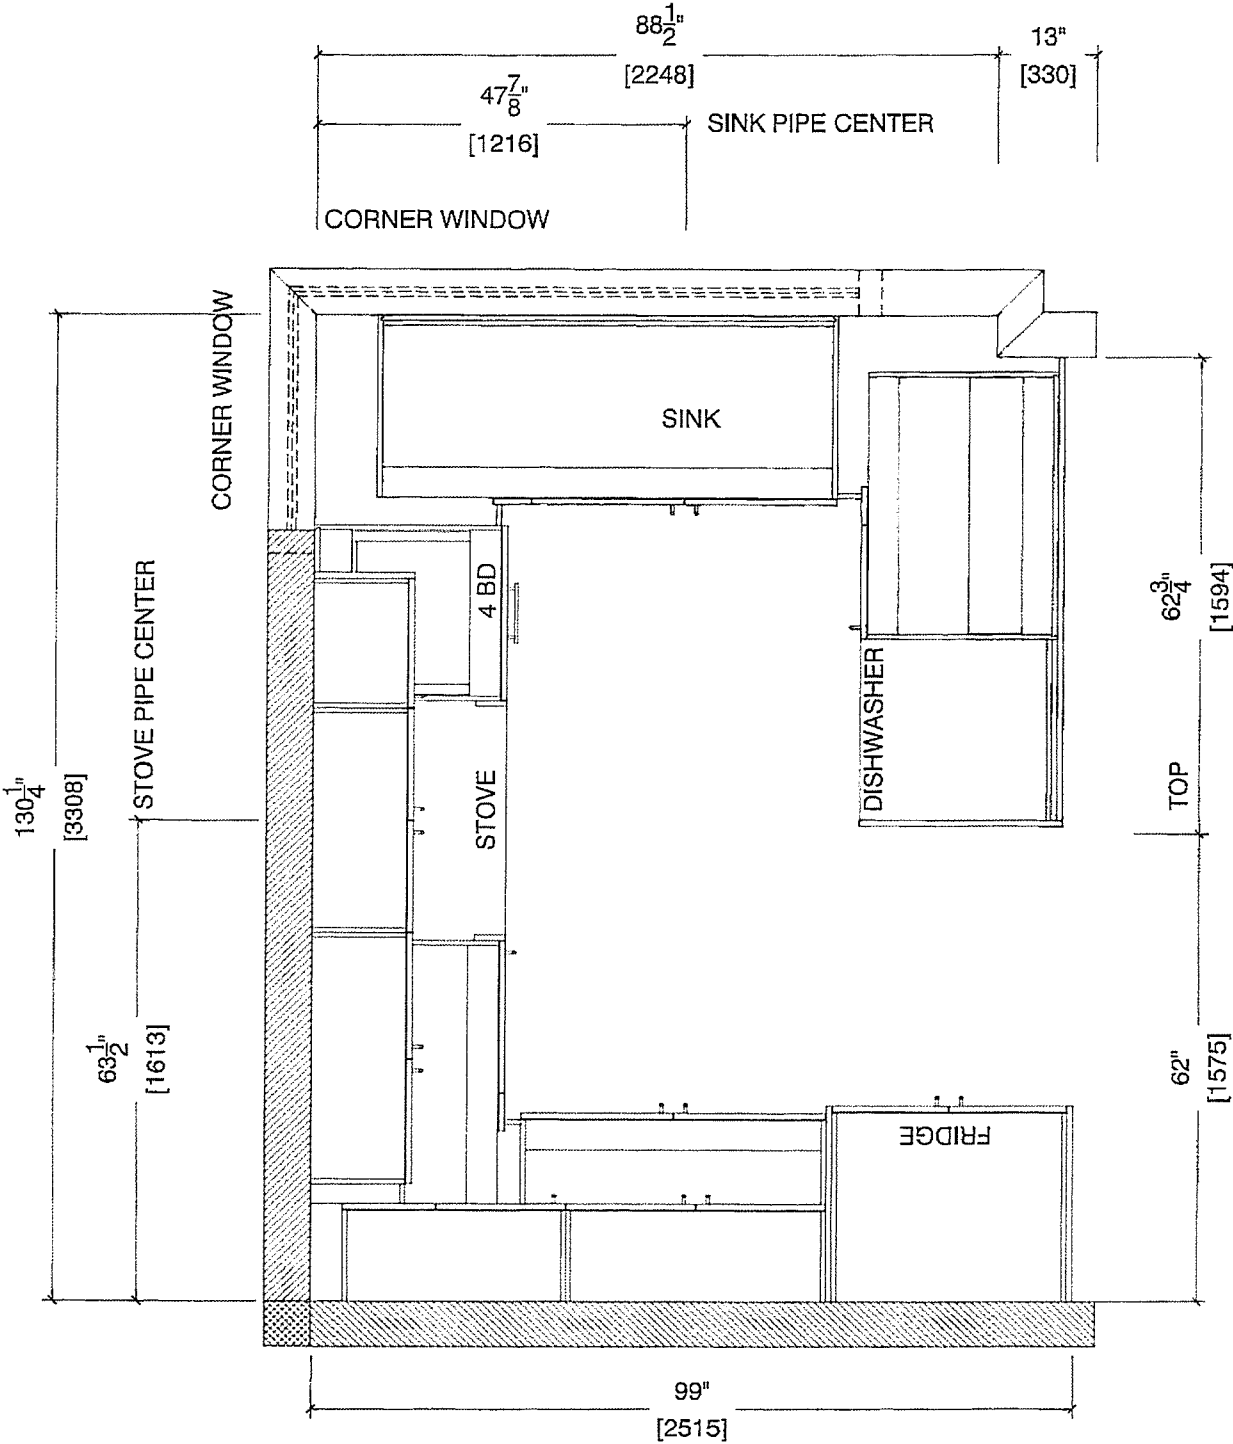 88 1/2"
[2248]
13"
[330]
47 7/8"
[1216]
SINK PIPE CENTER
CORNER WINDOW
CORNER WINDOW
SINK
4 BD
STOVE PIPE CENTER
62 3/4"
[1594]
DISHWASHER
STOVE
TOP
130 1/4"
[3308]
63 1/2"
[1613]
62"
[1575]
FRIDGE
99"
[2515]